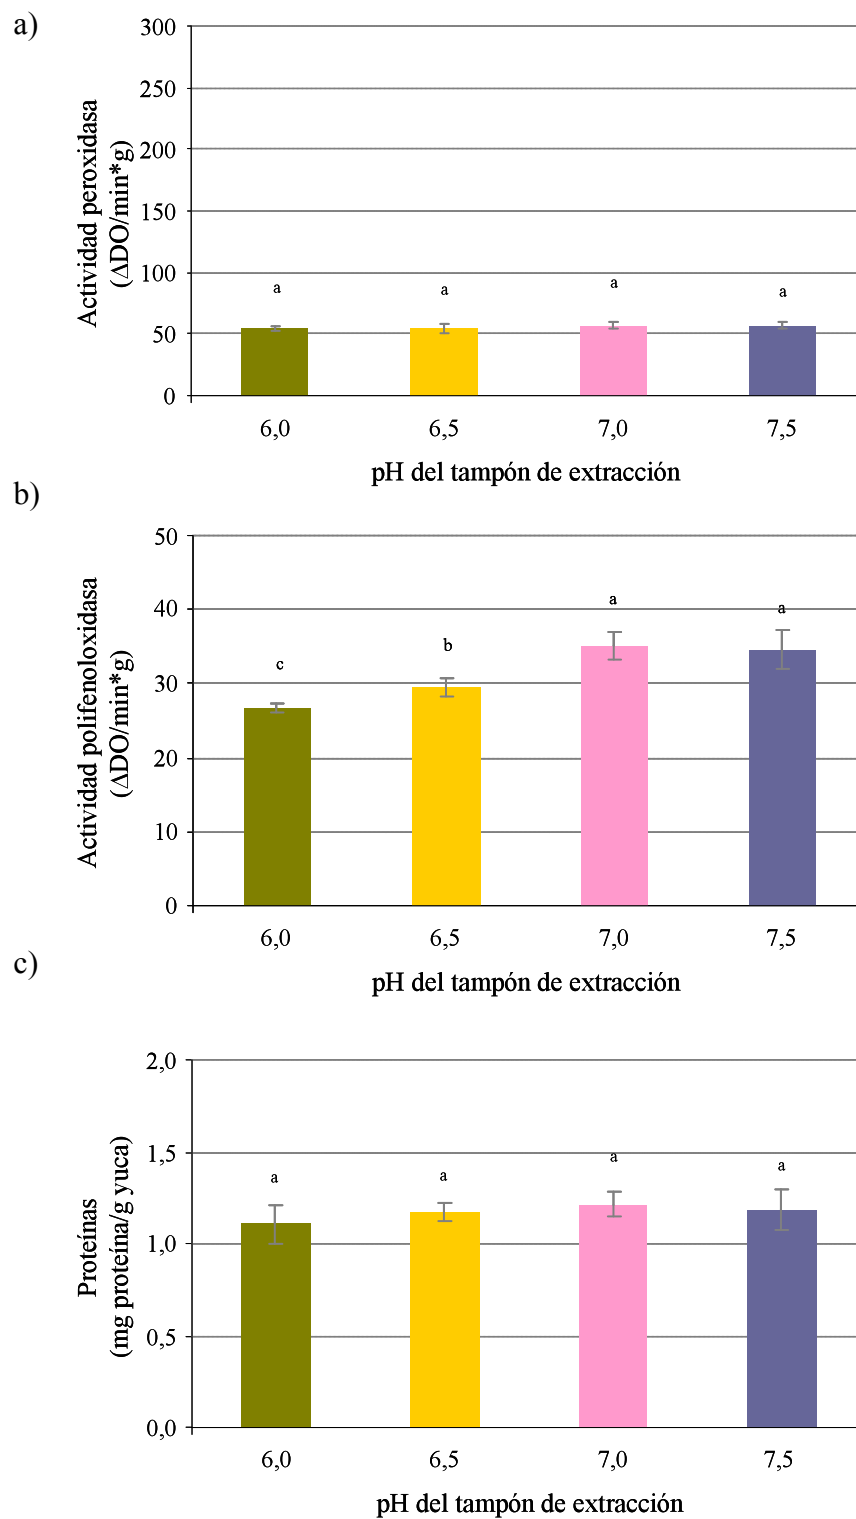 a)
300
250
200
150
100
50
0
Actividad peroxidasa
(ΔDO/min*g)
a
a
a
a
6,0
6,5
7,0
7,5
pH del tampón de extracción
b)
50
40
30
20
10
0
Actividad polifenoloxidasa
(ΔDO/min*g)
c
b
a
a
6,0
6,5
7,0
7,5
pH del tampón de extracción
c)
2,0
1,5
1,0
0,5
0,0
Proteínas
(mg proteína/g yuca)
a
a
a
a
6,0
6,5
7,0
7,5
pH del tampón de extracción